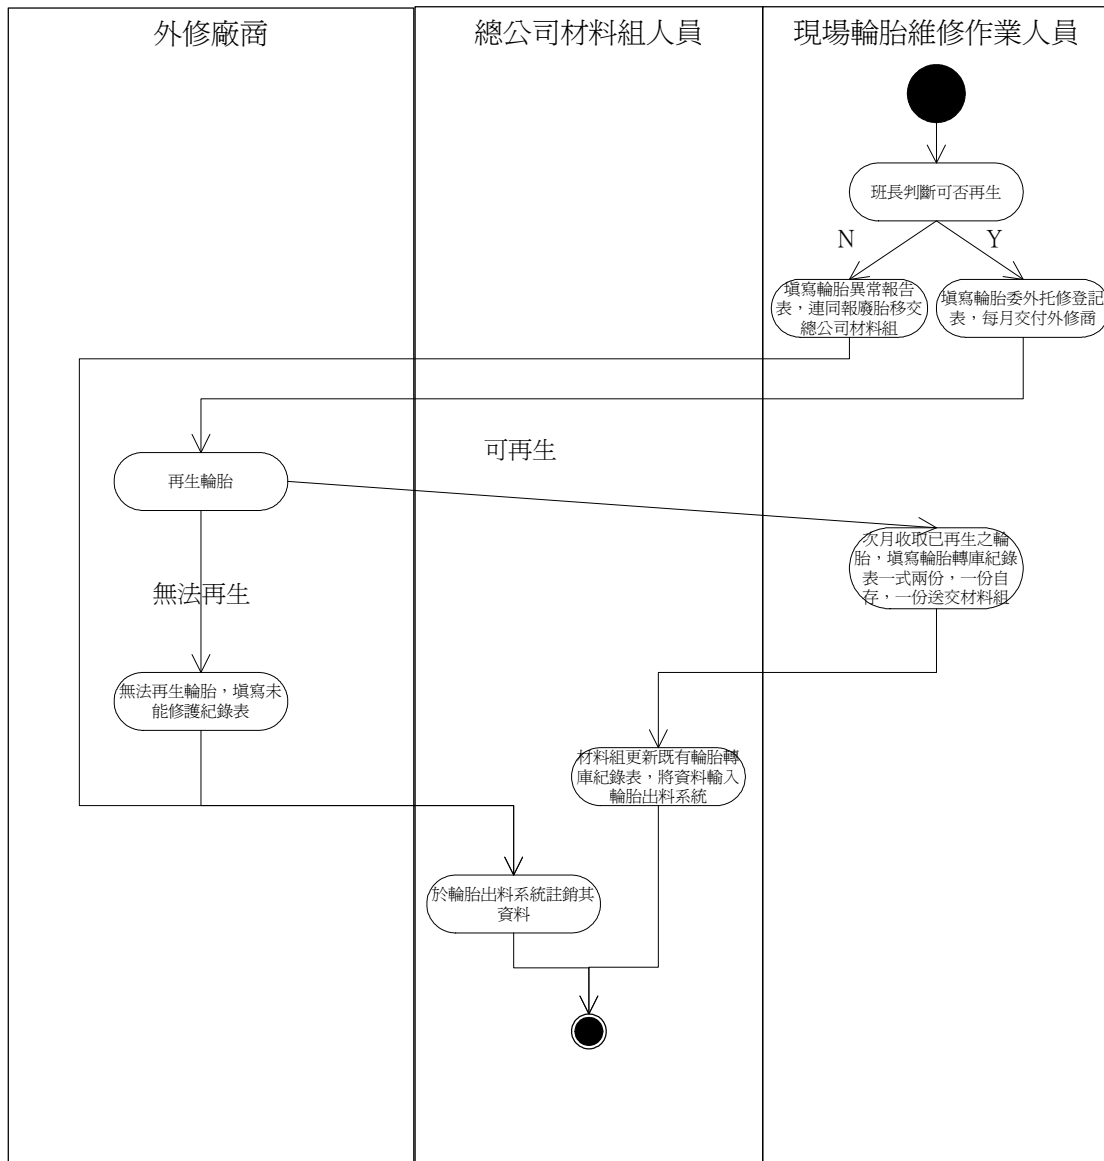 外修廠商
總公司材料組人員
現場輪胎維修作業人員
班長判斷可否再生
N
Y
填寫輪胎異常報告
表，連同報廢胎移交
總公司材料組
填寫輪胎委外托修登記
表，每月交付外修商
可再生
再生輪胎
次月收取已再生之輪
胎，填寫輪胎轉庫紀錄
表一式兩份，一份自
存，一份送交材料組
無法再生
無法再生輪胎，填寫未
能修護紀錄表
材料組更新既有輪胎轉
庫紀錄表，將資料輸入
輪胎出料系統
於輪胎出料系統註銷其
資料